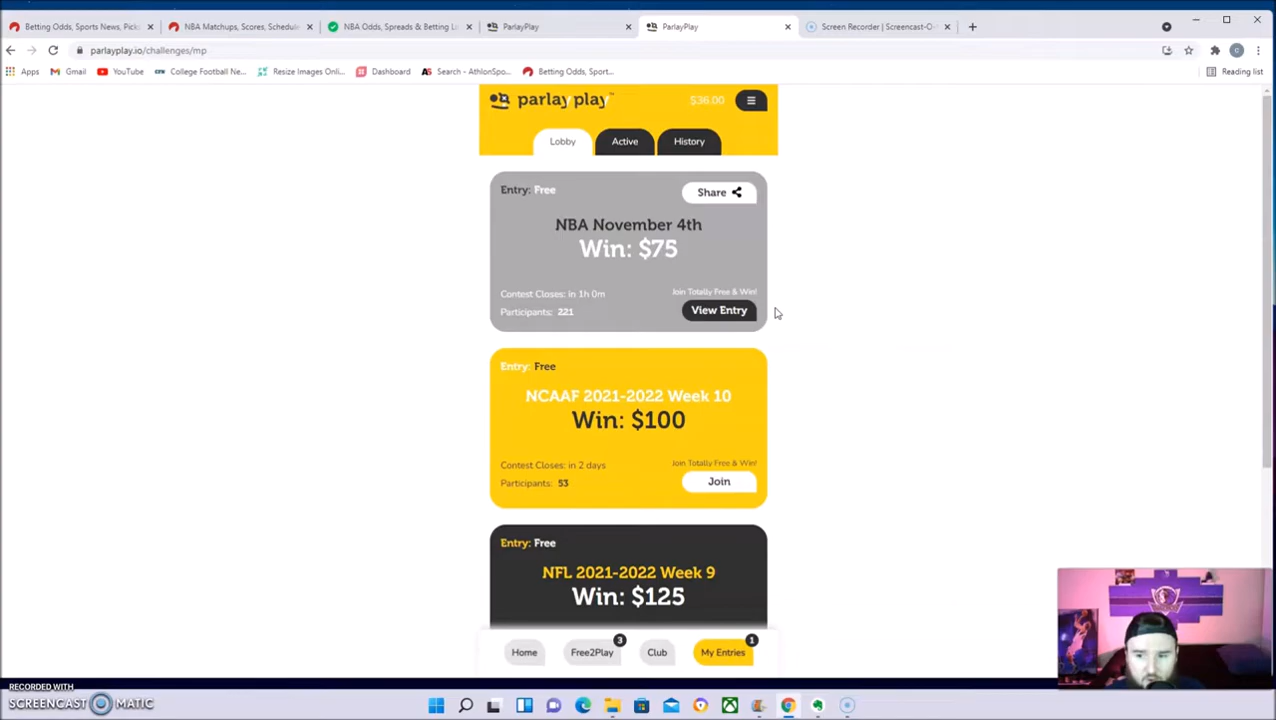 Betting Odds, Sports News, Picks
NBA Matchups, Scores, Schedule
NBA Odds, Spreads & Betting Li
ParlayPlay
ParlayPlay
Screen Recorder | Screencast-O-
parlayplay.io/challenges/mp
Apps
Gmail
YouTube
College Football Ne...
Resize Images Onli...
Dashboard
Search - AthlonSpo...
Betting Odds, Sport...
Reading list
parlay play
$36.00
Lobby
Active
History
Entry: Free
Share
NBA November 4th
Win: $75
Contest Closes: in 1h 0m
Join Totally Free & Win!
Participants: 221
View Entry
Entry: Free
NCAAF 2021-2022 Week 10
Win: $100
Contest Closes: in 2 days
Join Totally Free & Win!
Participants: 53
Join
Entry: Free
NFL 2021-2022 Week 9
Win: $125
3
1
Home
Free2Play
Club
My Entries
RECORDED WITH
SCREENCAST MATIC